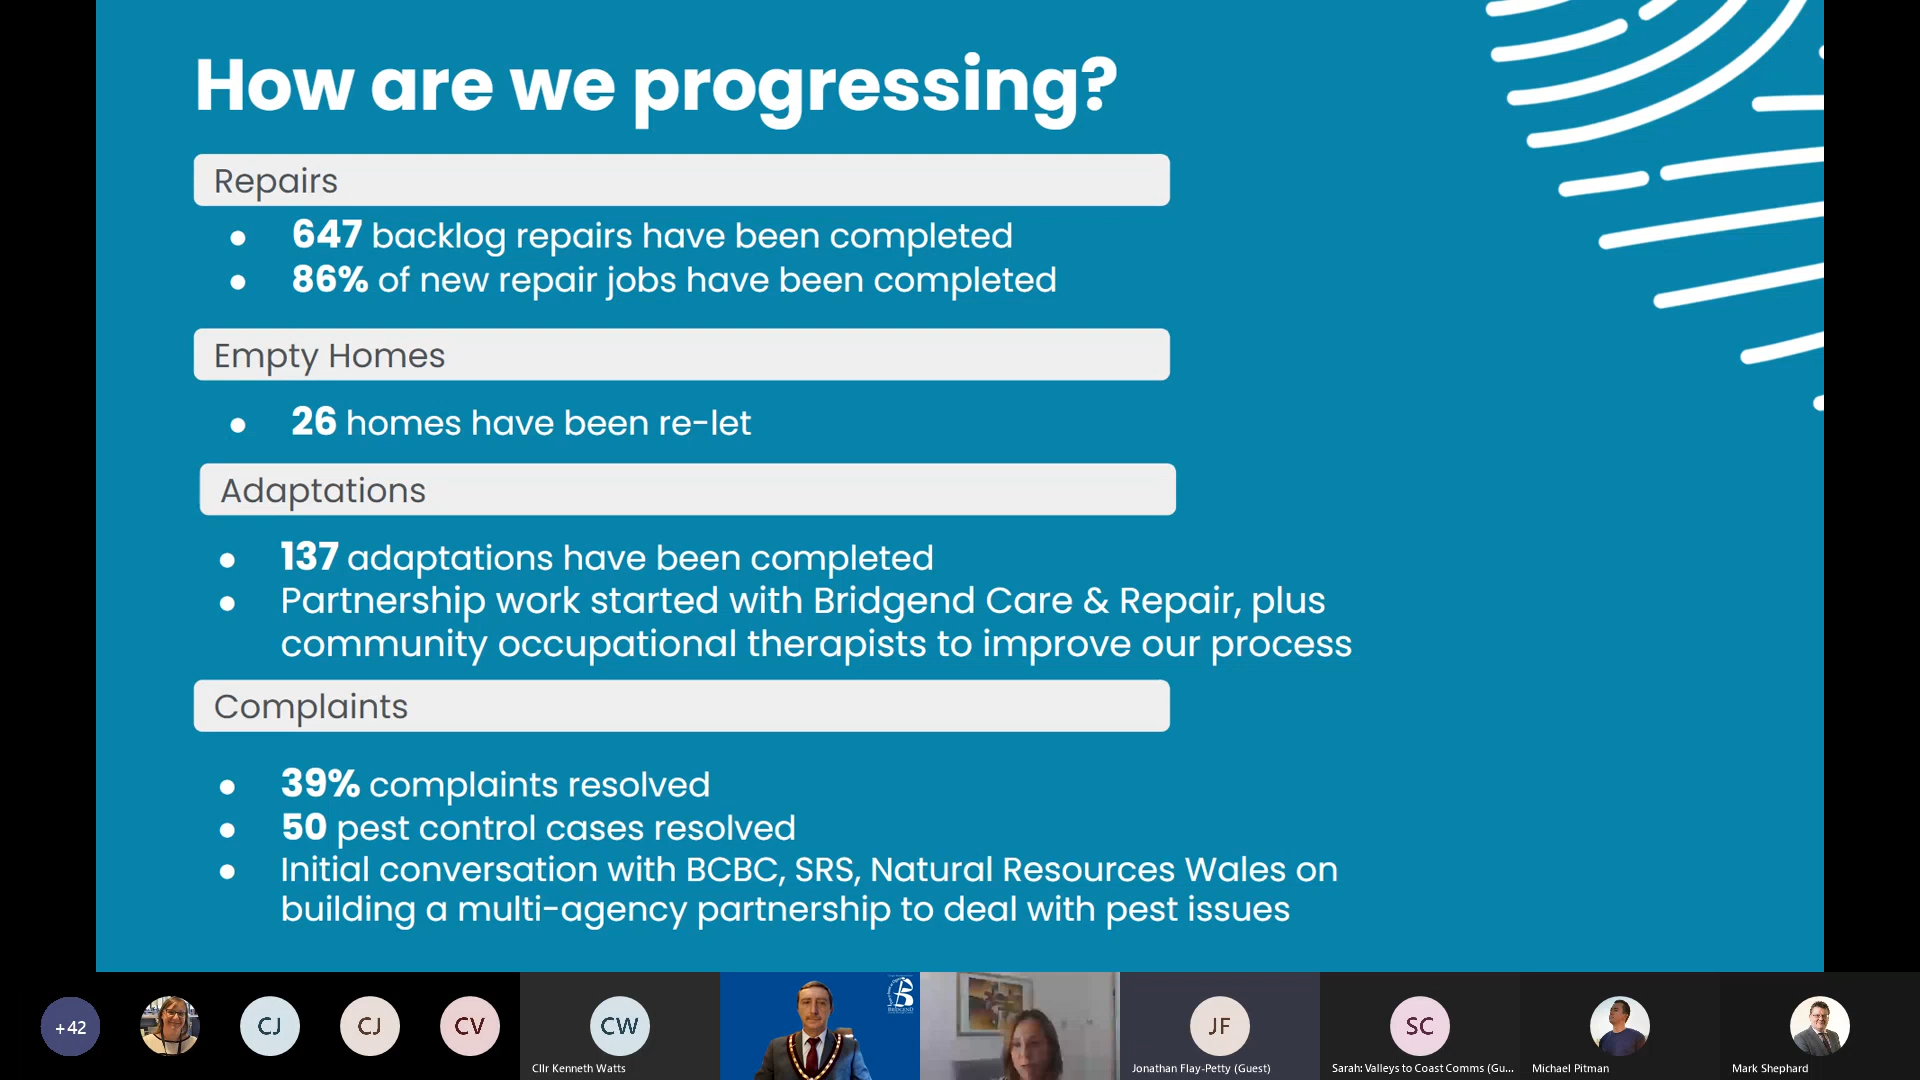 How are we progressing?
Repairs
● 647 backlog repairs have been completed
● 86% of new repair jobs have been completed
Empty Homes
● 26 homes have been re-let
Adaptations
● 137 adaptations have been completed
● Partnership work started with Bridgend Care & Repair, plus
community occupational therapists to improve our process
Complaints
● 39% complaints resolved
● 50 pest control cases resolved
● Initial conversation with BCBC, SRS, Natural Resources Wales on
building a multi-agency partnership to deal with pest issues
+42
CJ
CJ
CV
CW
Cllr Kenneth Watts
BRIDGEND
JF
Jonathan Flay-Petty (Guest)
SC
Sarah: Valleys to Coast Comms (Gu...
Michael Pitman
Mark Shephard